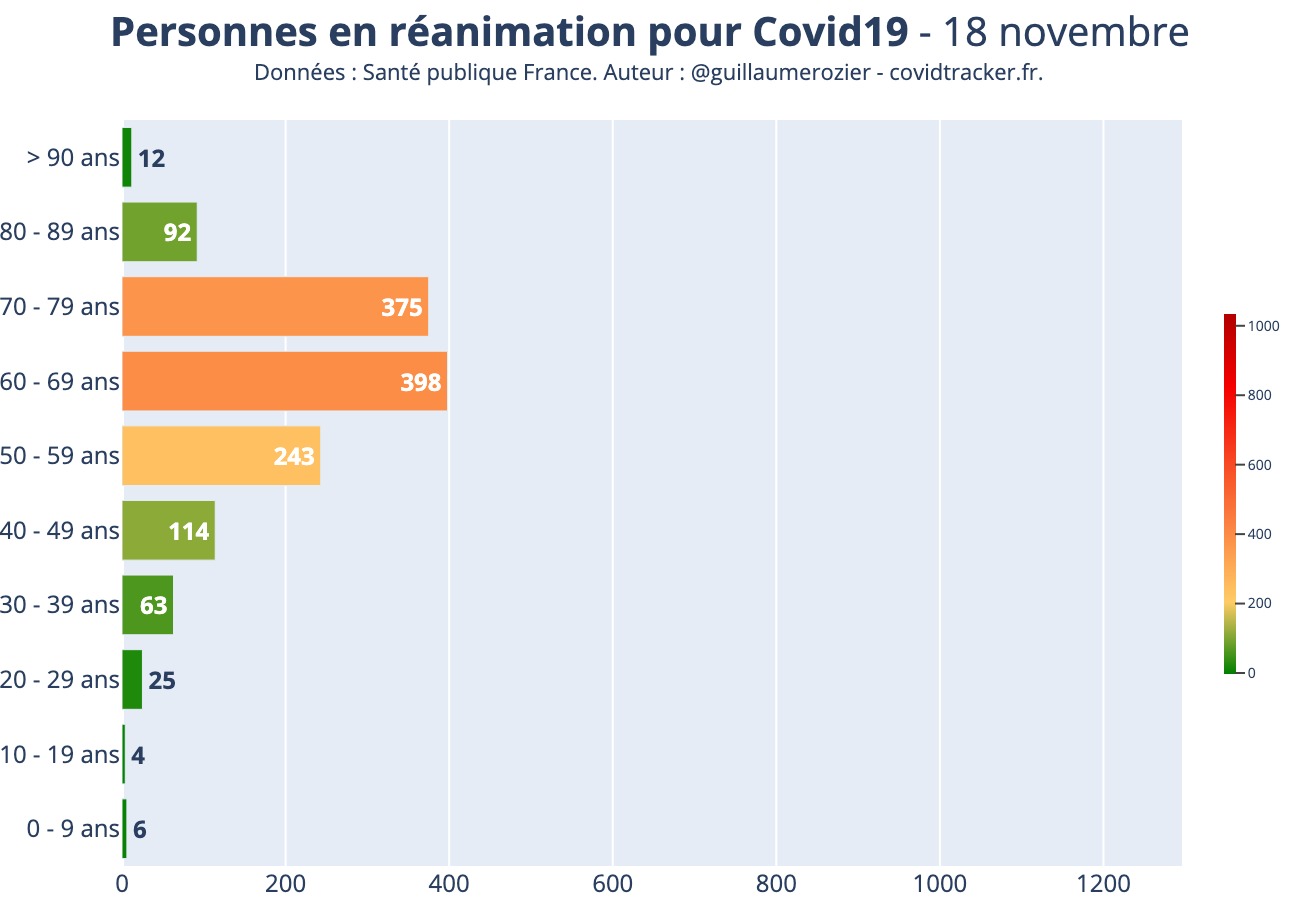 Personnes en réanimation pour Covid19 - 18 novembre
Données : Santé publique France. Auteur : @guillaumerozier - covidtracker.fr.
> 90 ans 12
80 - 89 ans 92
70 - 79 ans 375
60 - 69 ans 398
50 - 59 ans 243
40 - 49 ans 114
30 - 39 ans 63
20 - 29 ans 25
10 - 19 ans 4
0 - 9 ans 6
0 200 400 600 800 1000 1200
1000
800
600
400
200
0